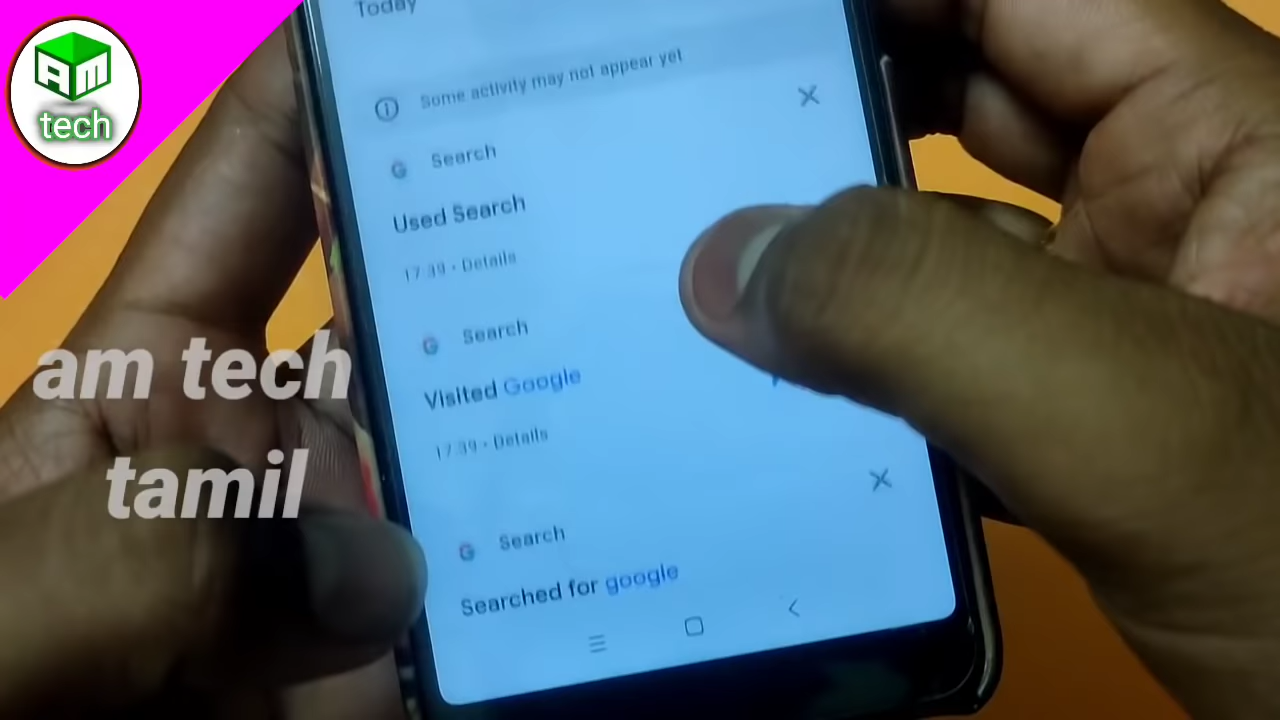 AM
tech
Today
Some activity may not appear yet
Search
Used Search
17:39 • Details
Search
Visited Google
17:39 • Details
Search
Searched for google
am tech
tamil